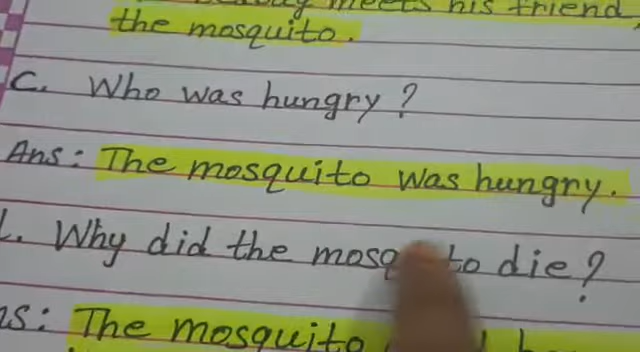 meets his friend,
the mosquito.
C. Who was hungry?
Ans: The mosquito was hungry.
Why did the mosquito die?
The mosquito